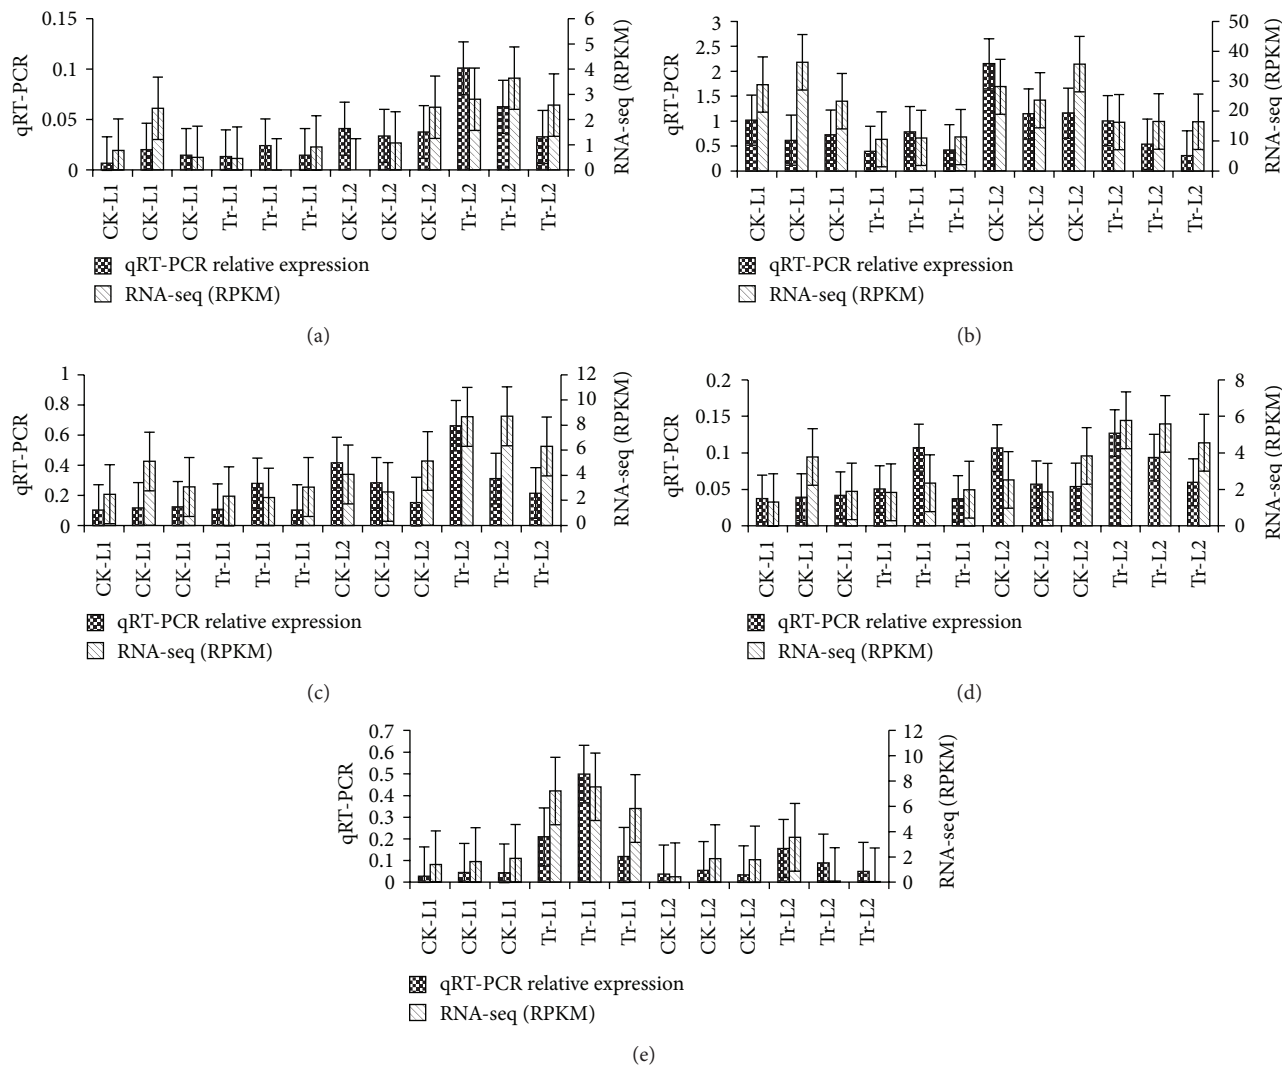 0.15
0.1
0.05
0
qRT-PCR
6
5
4
3
2
1
0
RNA-seq (RPKM)
CK-L1
CK-L1
CK-L1
Tr-L1
Tr-L1
Tr-L1
CK-L2
CK-L2
CK-L2
Tr-L2
Tr-L2
Tr-L2
qRT-PCR relative expression
RNA-seq (RPKM)
(a)
3
2.5
2
1.5
1
0.5
0
qRT-PCR
50
40
30
20
10
0
RNA-seq (RPKM)
CK-L1
CK-L1
CK-L1
Tr-L1
Tr-L1
Tr-L1
CK-L2
CK-L2
CK-L2
Tr-L2
Tr-L2
Tr-L2
qRT-PCR relative expression
RNA-seq (RPKM)
(b)
1
0.8
0.6
0.4
0.2
0
qRT-PCR
12
10
8
6
4
2
0
RNA-seq (RPKM)
CK-L1
CK-L1
CK-L1
Tr-L1
Tr-L1
Tr-L1
CK-L2
CK-L2
CK-L2
Tr-L2
Tr-L2
Tr-L2
qRT-PCR relative expression
RNA-seq (RPKM)
(c)
0.2
0.15
0.1
0.05
0
qRT-PCR
8
6
4
2
0
RNA-seq (RPKM)
CK-L1
CK-L1
CK-L1
Tr-L1
Tr-L1
Tr-L1
CK-L2
CK-L2
CK-L2
Tr-L2
Tr-L2
Tr-L2
qRT-PCR relative expression
RNA-seq (RPKM)
(d)
0.7
0.6
0.5
0.4
0.3
0.2
0.1
0
qRT-PCR
12
10
8
6
4
2
0
RNA-seq (RPKM)
CK-L1
CK-L1
CK-L1
Tr-L1
Tr-L1
Tr-L1
CK-L2
CK-L2
CK-L2
Tr-L2
Tr-L2
Tr-L2
qRT-PCR relative expression
RNA-seq (RPKM)
(e)